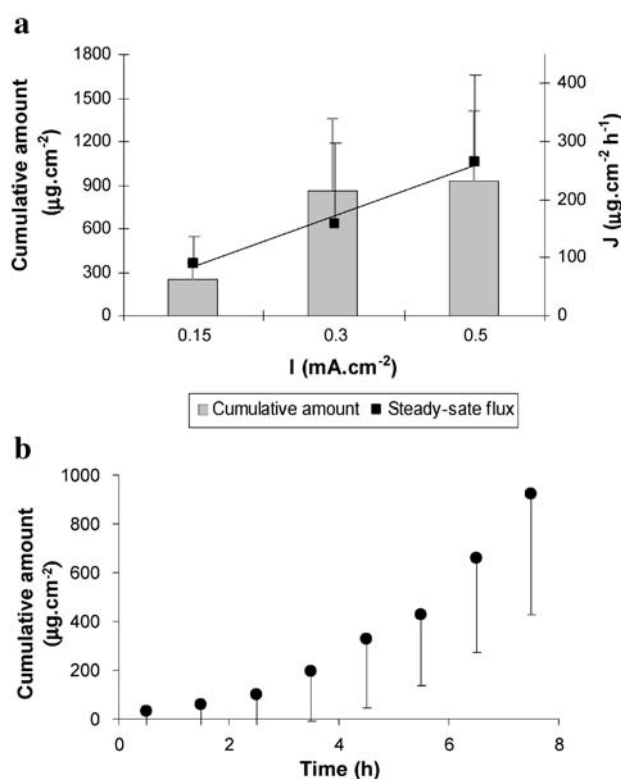 a
Cumulative amount
(µg.cm⁻²)
1800
1500
1200
900
600
300
0
400
300
200
100
0
J (µg.cm⁻² h⁻¹)
0.15 0.3 0.5
I (mA.cm⁻²)
Cumulative amount Steady-sate flux
b
Cumulative amount
(µg.cm⁻²)
1000
800
600
400
200
0
0 2 4 6 8
Time (h)